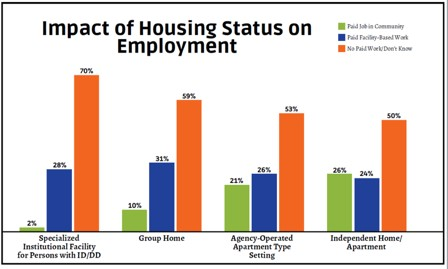 Impact of Housing Status on
Employment
Paid Job in Community
Paid Facility-Based Work
No Paid Work/Don't Know
70%
59%
53%
50%
28%
31%
26%
24%
2%
10%
21%
26%
Specialized
Institutional Facility
for Persons with ID/DD
Group Home
Agency-Operated
Apartment Type
Setting
Independent Home/
Apartment